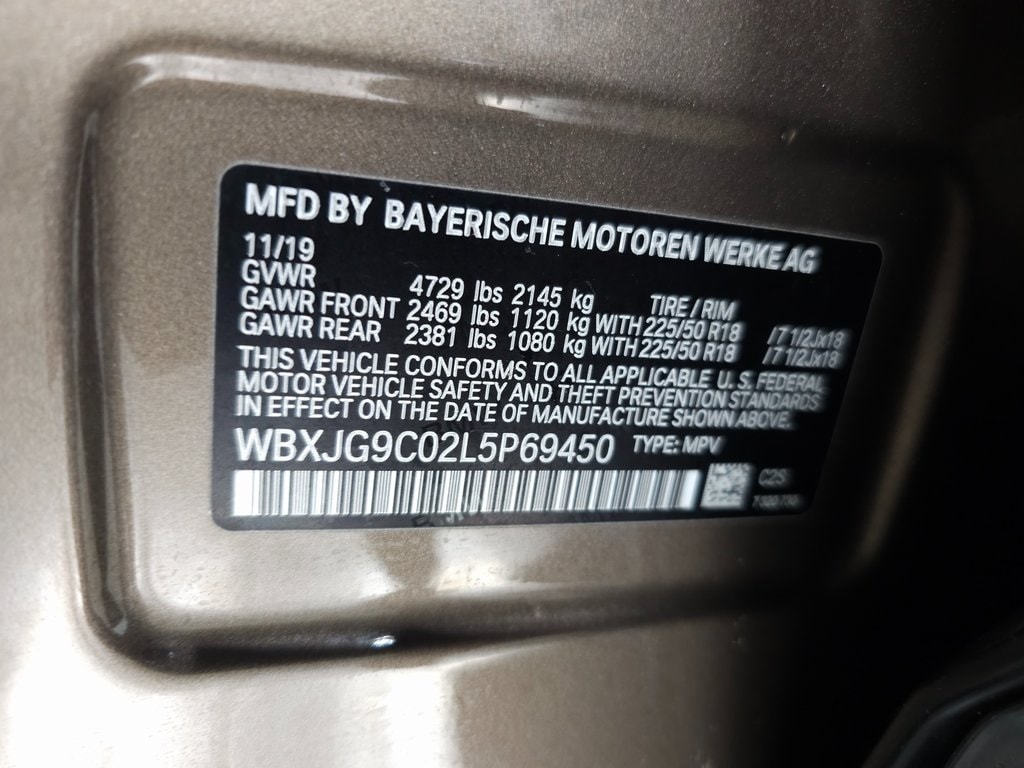 MFD BY BAYERISCHE MOTOREN WERKE AG
11/19
GVWR 4729 lbs 2145 kg TIRE / RIM
GAWR FRONT 2469 lbs 1120 kg WITH 225/50 R18 /7 1/2Jx18
GAWR REAR 2381 lbs 1080 kg WITH 225/50 R18 /7 1/2Jx18
THIS VEHICLE CONFORMS TO ALL APPLICABLE U. S. FEDERAL
MOTOR VEHICLE SAFETY AND THEFT PREVENTION STANDARDS
IN EFFECT ON THE DATE OF MANUFACTURE SHOWN ABOVE.
WBXJG9C02L5P69450 TYPE: MPV
C2S